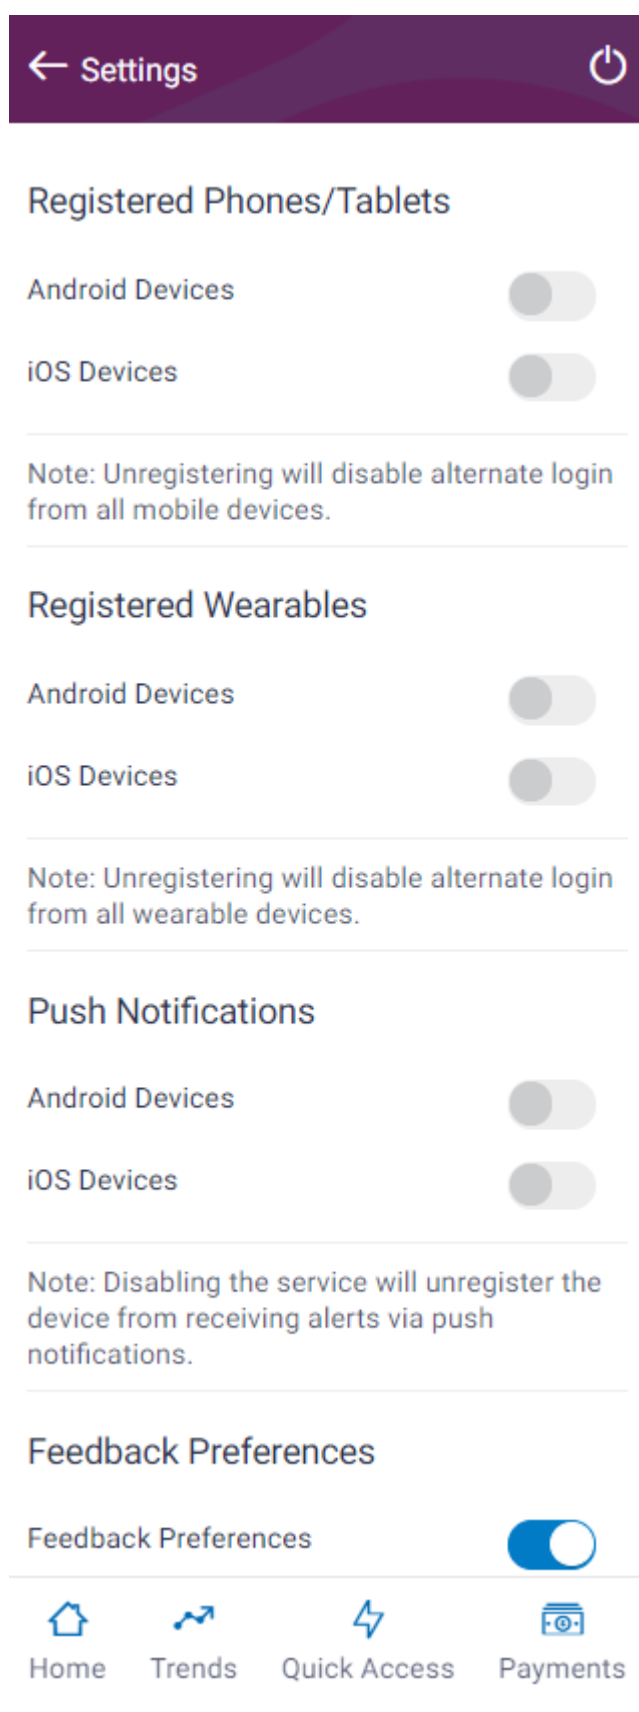 Settings
Registered Phones/Tablets
Android Devices
iOS Devices
Note: Unregistering will disable alternate login
from all mobile devices.
Registered Wearables
Android Devices
iOS Devices
Note: Unregistering will disable alternate login
from all wearable devices.
Push Notifications
Android Devices
iOS Devices
Note: Disabling the service will unregister the
device from receiving alerts via push
notifications.
Feedback Preferences
Feedback Preferences
Home Trends Quick Access Payments